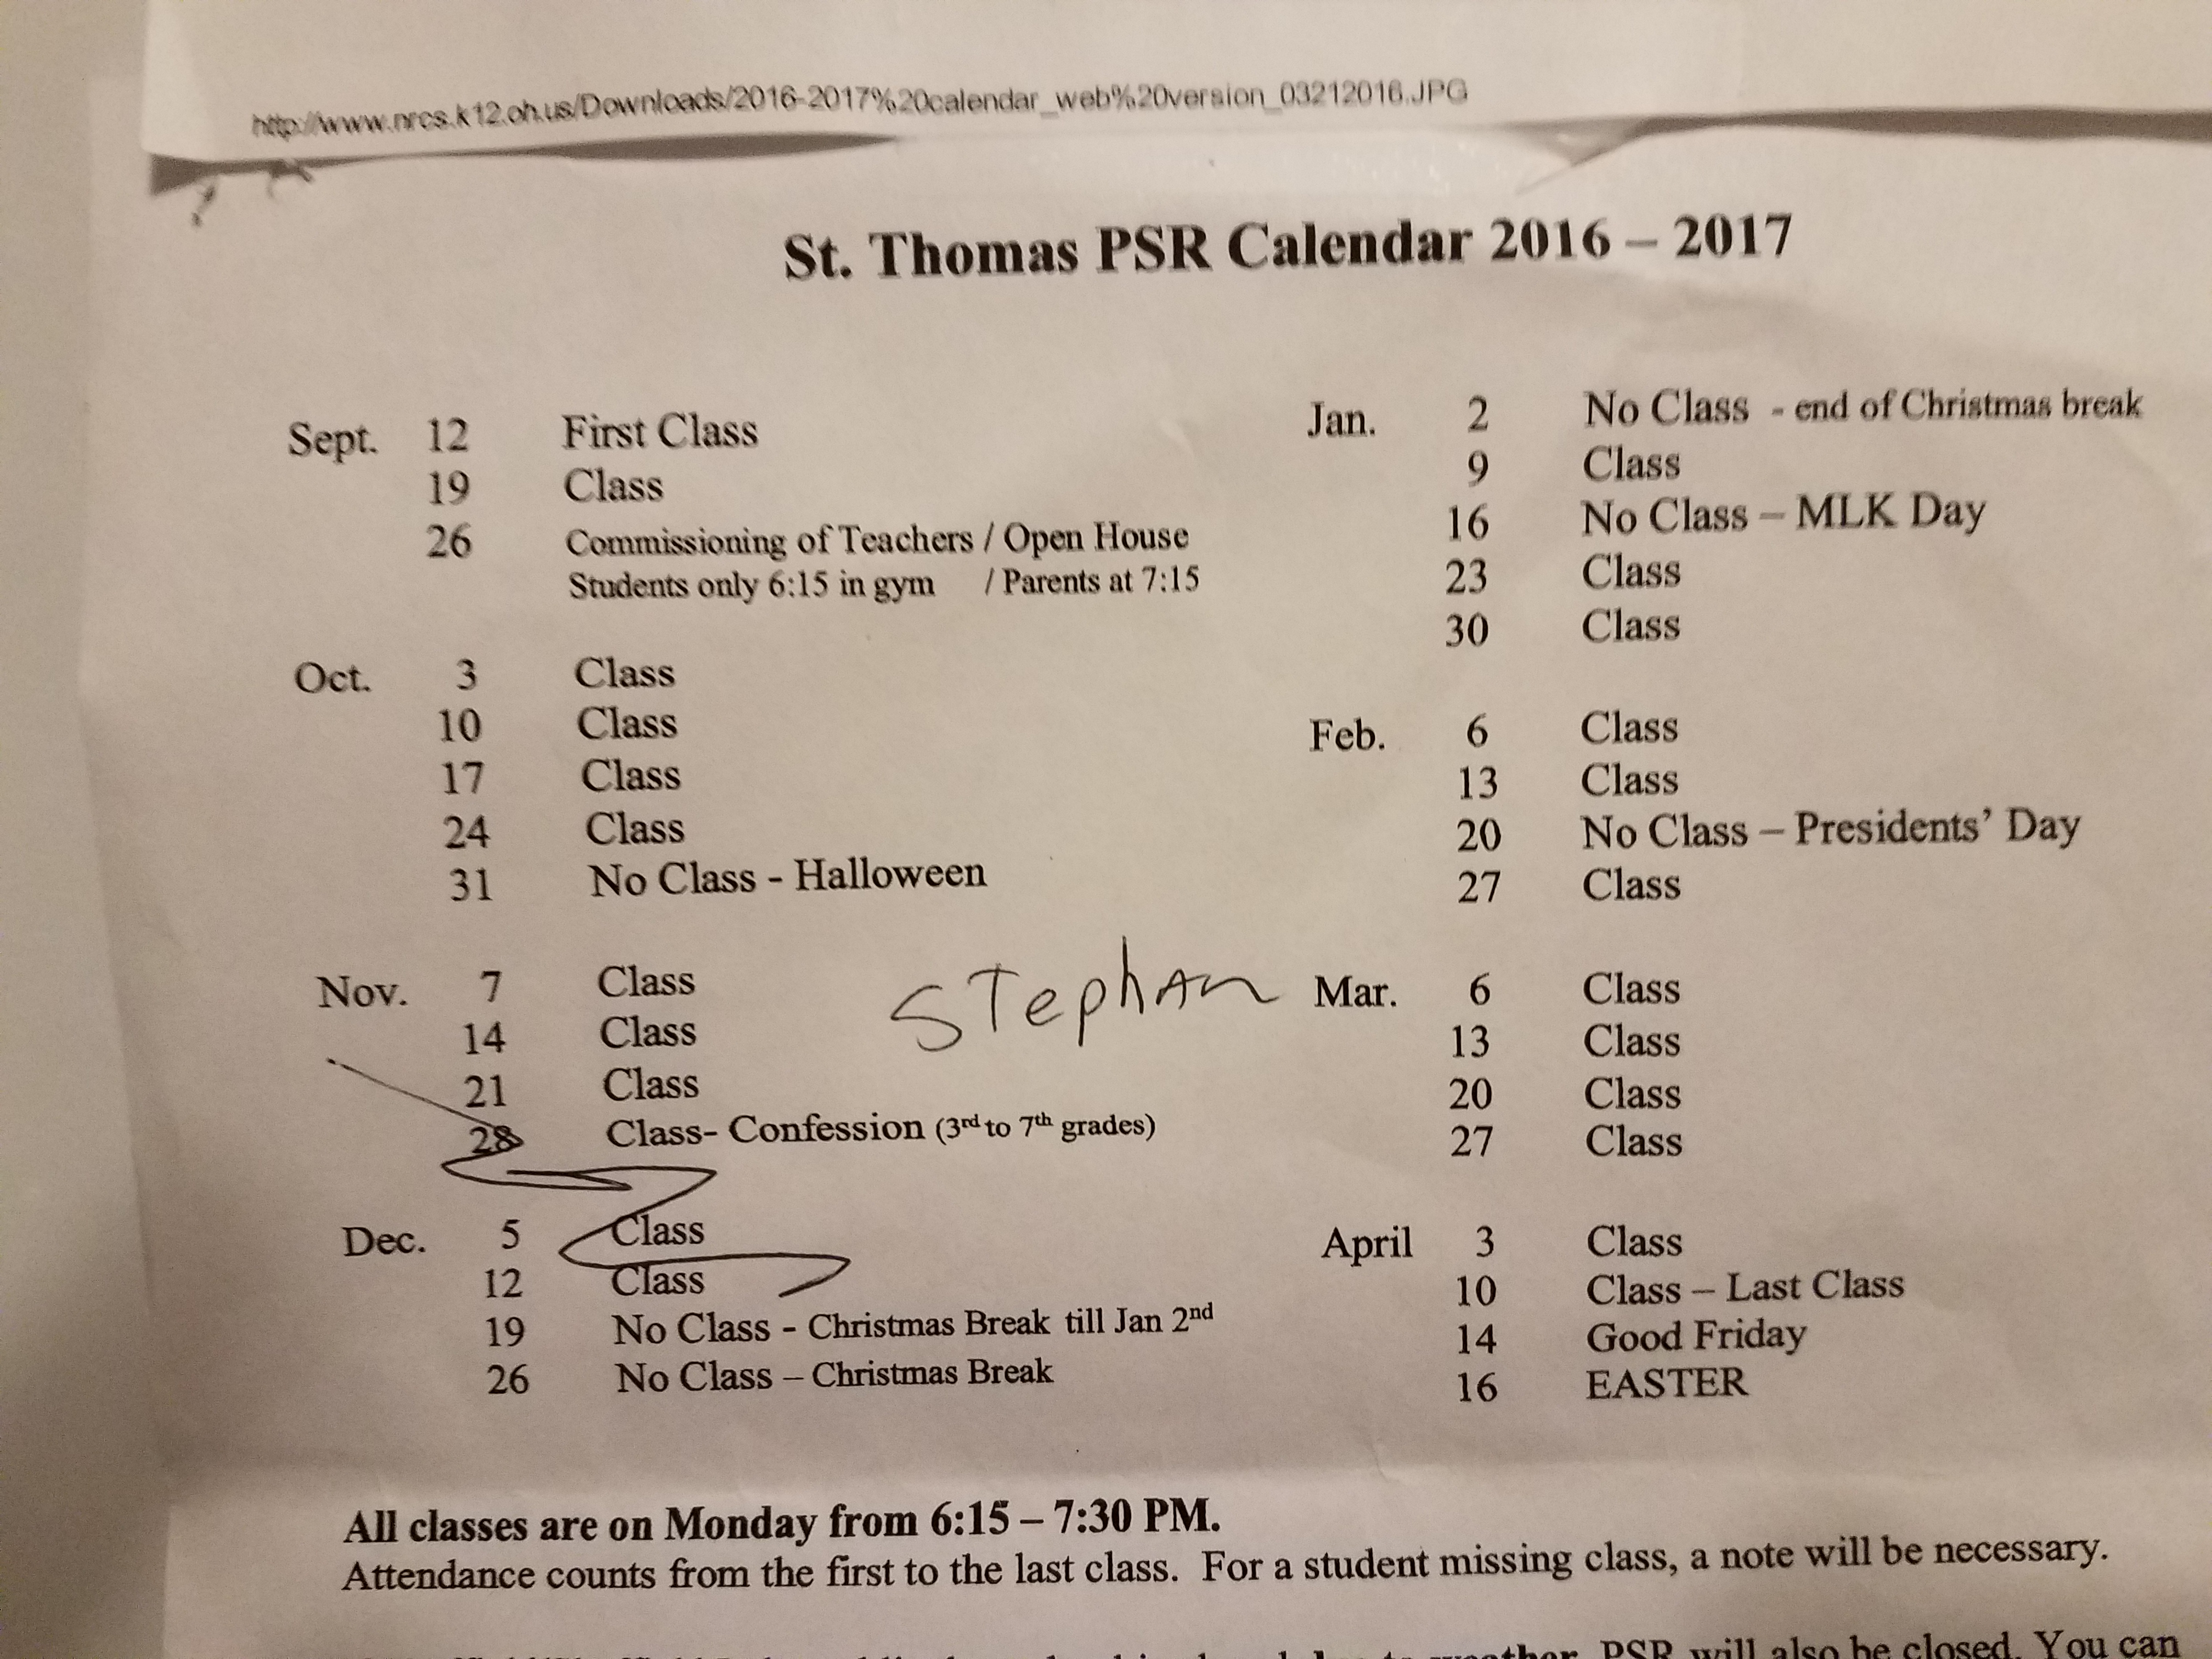 http://www.nrcs.k12.oh.us/Downloads/2016-2017%20calendar_web%20version_03212016.JPG
St. Thomas PSR Calendar 2016 – 2017
Sept. 12 First Class
19 Class
26 Commissioning of Teachers / Open House
Students only 6:15 in gym / Parents at 7:15
Oct. 3 Class
10 Class
17 Class
24 Class
31 No Class - Halloween
Nov. 7 Class
14 Class
21 Class
28 Class- Confession (3rd to 7th grades)
STephAn
Dec. 5 Class
12 Class
19 No Class - Christmas Break till Jan 2nd
26 No Class – Christmas Break
Jan. 2 No Class - end of Christmas break
9 Class
16 No Class – MLK Day
23 Class
30 Class
Feb. 6 Class
13 Class
20 No Class – Presidents' Day
27 Class
Mar. 6 Class
13 Class
20 Class
27 Class
April 3 Class
10 Class – Last Class
14 Good Friday
16 EASTER
All classes are on Monday from 6:15 – 7:30 PM.
Attendance counts from the first to the last class. For a student missing class, a note will be necessary.
weather, PSR will also be closed. You can